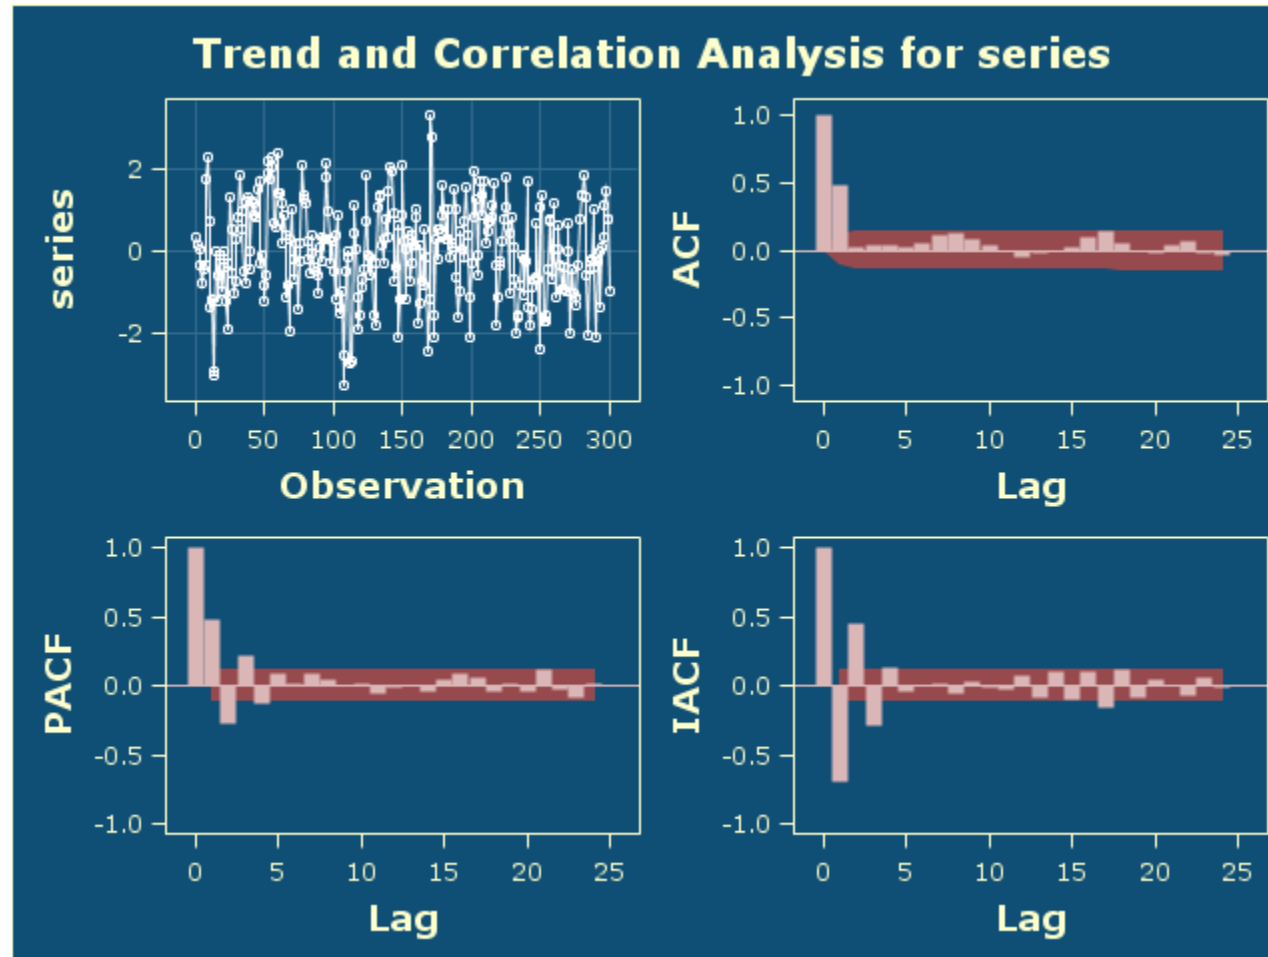 Trend and Correlation Analysis for series
series
2
0
-2
0 50 100 150 200 250 300
Observation
ACF
1.0
0.5
0.0
-0.5
-1.0
0 5 10 15 20 25
Lag
PACF
1.0
0.5
0.0
-0.5
-1.0
0 5 10 15 20 25
Lag
IACF
1.0
0.5
0.0
-0.5
-1.0
0 5 10 15 20 25
Lag